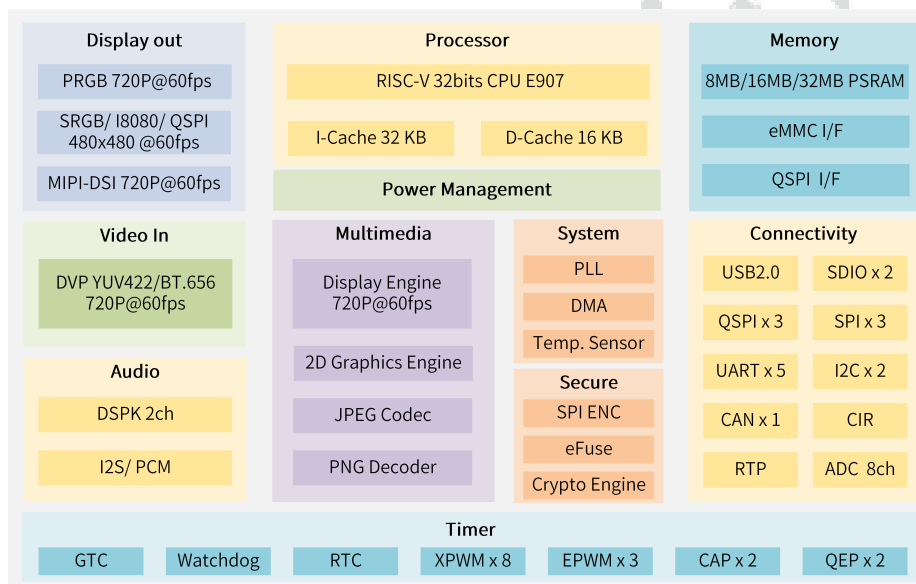 Display out
PRGB 720P@60fps
SRGB/ I8080/ QSPI
480x480 @60fps
MIPI-DSI 720P@60fps
Processor
RISC-V 32bits CPU E907
I-Cache 32 KB
D-Cache 16 KB
Power Management
Memory
8MB/16MB/32MB PSRAM
eMMC I/F
QSPI I/F
Video In
DVP YUV422/BT.656
720P@60fps
Audio
DSPK 2ch
I2S/ PCM
Multimedia
Display Engine
720P@60fps
2D Graphics Engine
JPEG Codec
PNG Decoder
System
PLL
DMA
Temp. Sensor
Secure
SPI ENC
eFuse
Crypto Engine
Connectivity
USB2.0
SDIO x 2
QSPI x 3
SPI x 3
UART x 5
I2C x 2
CAN x 1
CIR
RTP
ADC 8ch
Timer
GTC
Watchdog
RTC
XPWM x 8
EPWM x 3
CAP x 2
QEP x 2